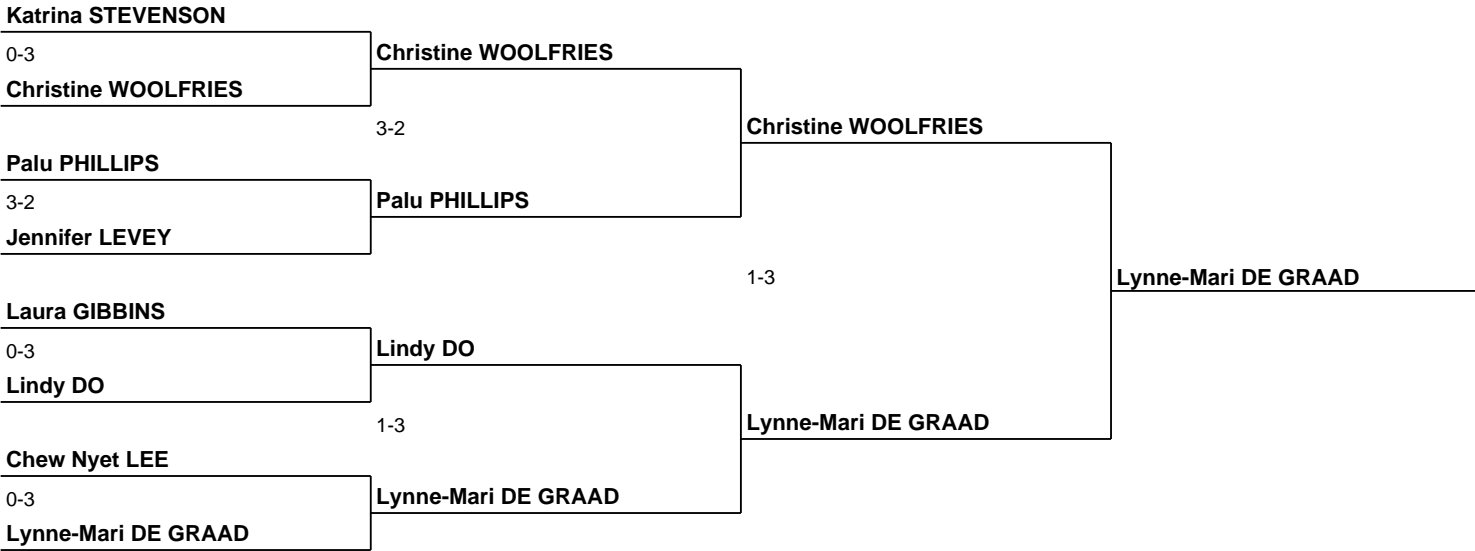 Katrina STEVENSON
0-3
Christine WOOLFRIES
Christine WOOLFRIES
3-2
Christine WOOLFRIES
Palu PHILLIPS
3-2
Palu PHILLIPS
Jennifer LEVEY
1-3
Lynne-Mari DE GRAAD
Laura GIBBINS
0-3
Lindy DO
Lindy DO
1-3
Lynne-Mari DE GRAAD
Chew Nyet LEE
0-3
Lynne-Mari DE GRAAD
Lynne-Mari DE GRAAD